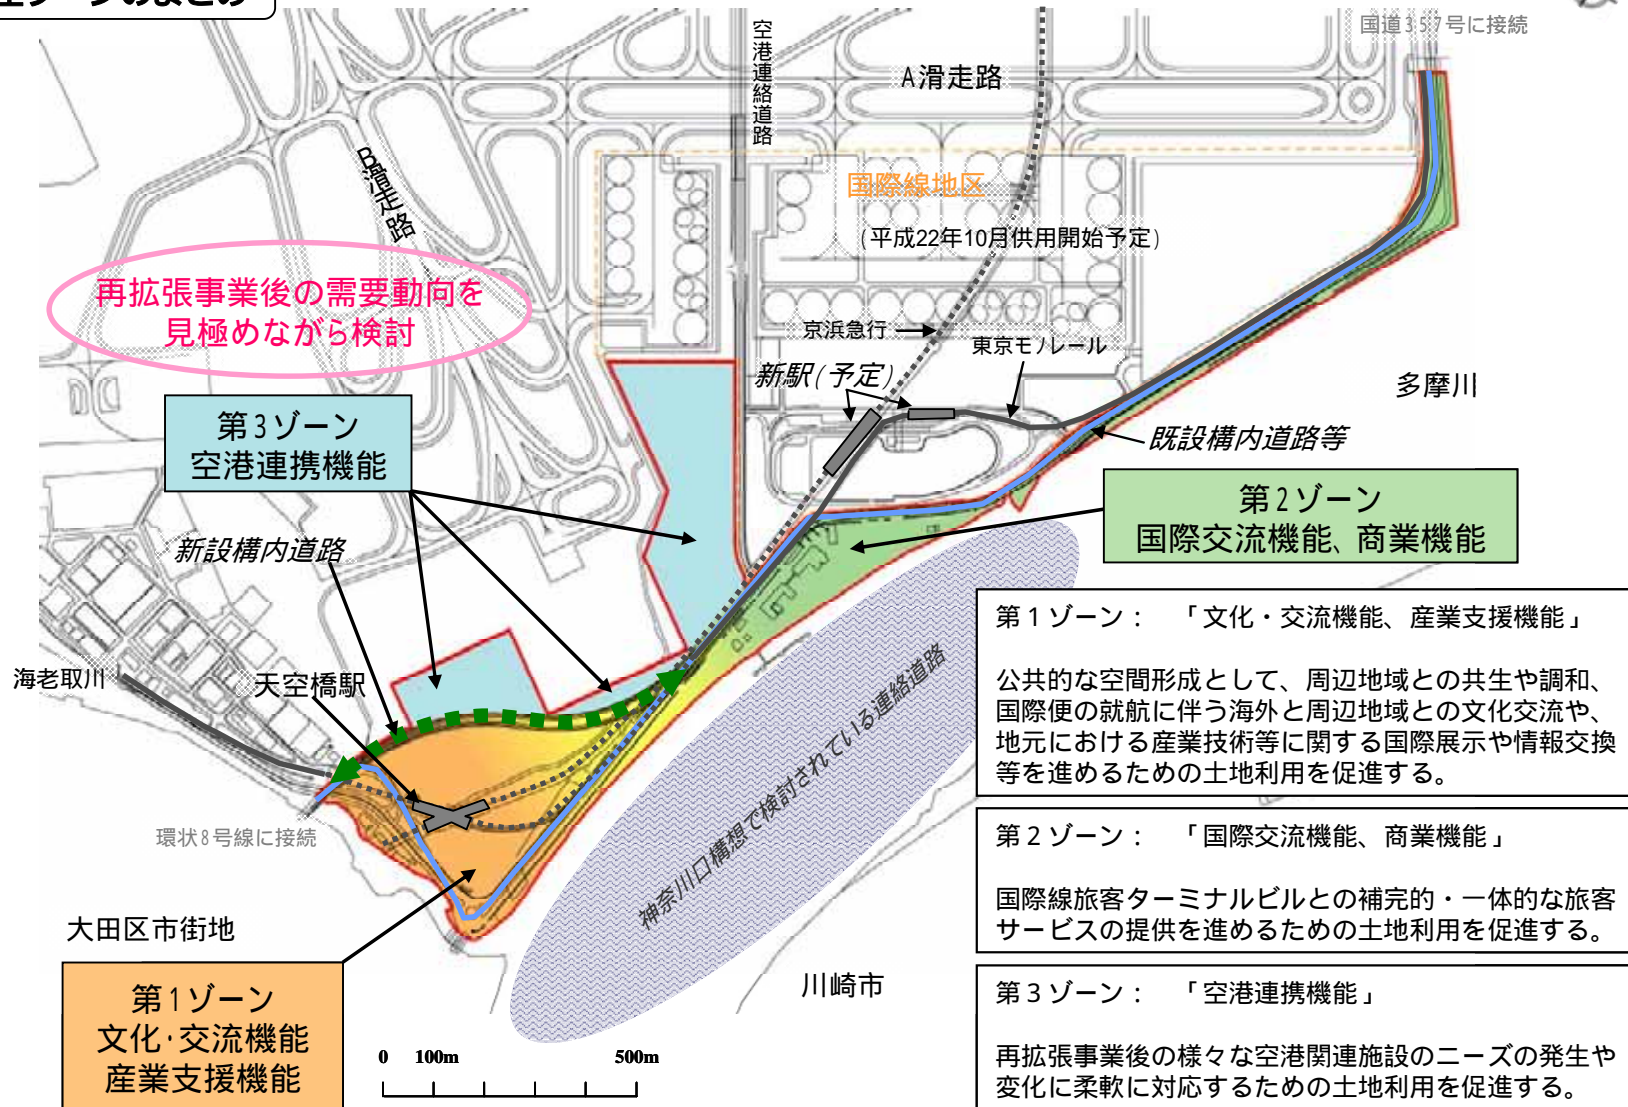 国道357号に接続
空港連絡道路
A滑走路
B滑走路
国際線地区
(平成22年10月供用開始予定)
再拡張事業後の需要動向を
見極めながら検討
京浜急行
東京モノレール
新駅(予定)
多摩川
既設構内道路等
第3ゾーン
空港連携機能
第2ゾーン
国際交流機能、商業機能
新設構内道路
海老取川
天空橋駅
環状8号線に接続
神奈川口構想で検討されている連絡道路
大田区市街地
川崎市
第1ゾーン
文化・交流機能
産業支援機能
0 100m 500m
第1ゾーン： 「文化・交流機能、産業支援機能」
公共的な空間形成として、周辺地域との共生や調和、
国際便の就航に伴う海外と周辺地域との文化交流や、
地元における産業技術等に関する国際展示や情報交換
等を進めるための土地利用を促進する。
第2ゾーン： 「国際交流機能、商業機能」
国際線旅客ターミナルビルとの補完的・一体的な旅客
サービスの提供を進めるための土地利用を促進する。
第3ゾーン： 「空港連携機能」
再拡張事業後の様々な空港関連施設のニーズの発生や
変化に柔軟に対応するための土地利用を促進する。